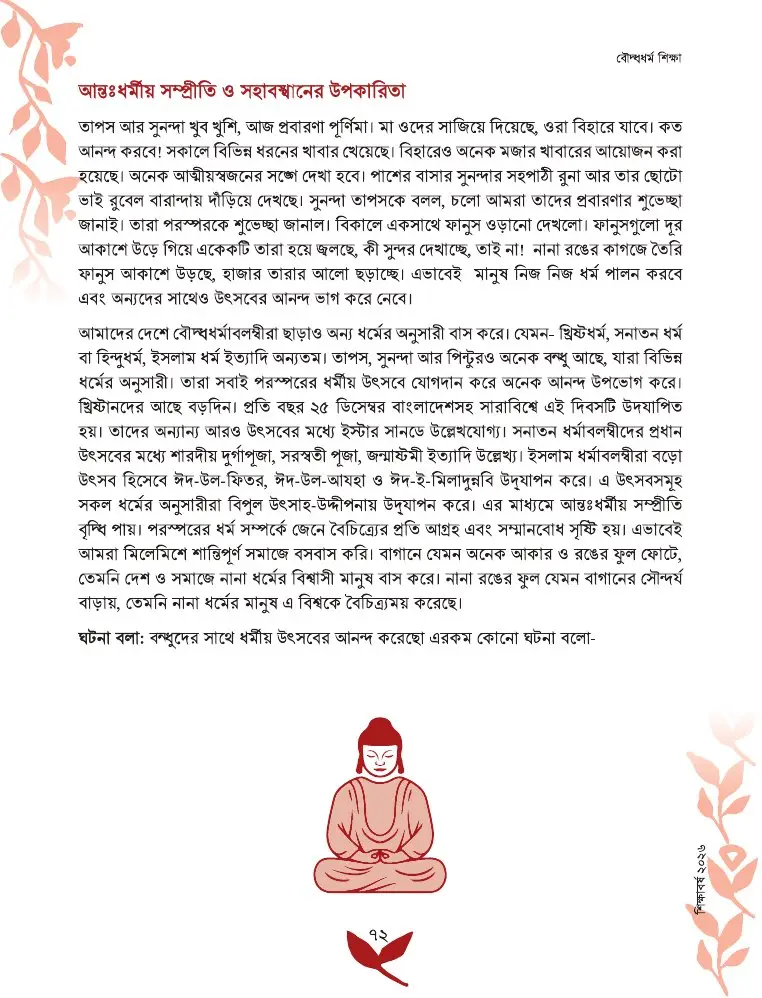 বৌদ্ধধর্ম শিক্ষা
আন্তঃধর্মীয় সম্প্রীতি ও সহাবস্থানের উপকারিতা
তাপস আর সুনন্দা খুব খুশি, আজ প্রবারণা পূর্ণিমা। মা ওদের সাজিয়ে দিয়েছে, ওরা বিহারে যাবে। কত
আনন্দ করবে! সকালে বিভিন্ন ধরনের খাবার খেয়েছে। বিহারেও অনেক মজার খাবারের আয়োজন করা
হয়েছে। অনেক আত্মীয়স্বজনের সঙ্গে দেখা হবে। পাশের বাসার সুনন্দার সহপাঠী রুনা আর তার ছোটো
ভাই রুবেল বারান্দায় দাঁড়িয়ে দেখছে। সুনন্দা তাপসকে বলল, চলো আমরা তাদের প্রবারণার শুভেচ্ছা
জানাই। তারা পরস্পরকে শুভেচ্ছা জানাল। বিকালে একসাথে ফানুস ওড়ানো দেখলো। ফানুসগুলো দূর
আকাশে উড়ে গিয়ে একেকটি তারা হয়ে জ্বলছে, কী সুন্দর দেখাচ্ছে, তাই না! নানা রঙের কাগজে তৈরি
ফানুস আকাশে উড়ছে, হাজার তারার আলো ছড়াচ্ছে। এভাবেই মানুষ নিজ নিজ ধর্ম পালন করবে
এবং অন্যদের সাথেও উৎসবের আনন্দ ভাগ করে নেবে।
আমাদের দেশে বৌদ্ধধর্মাবলম্বীরা ছাড়াও অন্য ধর্মের অনুসারী বাস করে। যেমন- খ্রিষ্টধর্ম, সনাতন ধর্ম
বা হিন্দুধর্ম, ইসলাম ধর্ম ইত্যাদি অন্যতম। তাপস, সুনন্দা আর পিন্টুরও অনেক বন্ধু আছে, যারা বিভিন্ন
ধর্মের অনুসারী। তারা সবাই পরস্পরের ধর্মীয় উৎসবে যোগদান করে অনেক আনন্দ উপভোগ করে।
খ্রিষ্টানদের আছে বড়দিন। প্রতি বছর ২৫ ডিসেম্বর বাংলাদেশসহ সারাবিশ্বে এই দিবসটি উদযাপিত
হয়। তাদের অন্যান্য আরও উৎসবের মধ্যে ইস্টার সানডে উল্লেখযোগ্য। সনাতন ধর্মাবলম্বীদের প্রধান
উৎসবের মধ্যে শারদীয় দুর্গাপূজা, সরস্বতী পূজা, জন্মাষ্টমী ইত্যাদি উল্লেখ্য। ইসলাম ধর্মাবলম্বীরা বড়ো
উৎসব হিসেবে ঈদ-উল-ফিতর, ঈদ-উল-আযহা ও ঈদ-ই-মিলাদুন্নবি উদ্‌যাপন করে। এ উৎসবসমূহ
সকল ধর্মের অনুসারীরা বিপুল উৎসাহ-উদ্দীপনায় উদ্‌যাপন করে। এর মাধ্যমে আন্তঃধর্মীয় সম্প্রীতি
বৃদ্ধি পায়। পরস্পরের ধর্ম সম্পর্কে জেনে বৈচিত্র্যের প্রতি আগ্রহ এবং সম্মানবোধ সৃষ্টি হয়। এভাবেই
আমরা মিলেমিশে শান্তিপূর্ণ সমাজে বসবাস করি। বাগানে যেমন অনেক আকার ও রঙের ফুল ফোটে,
তেমনি দেশ ও সমাজে নানা ধর্মের বিশ্বাসী মানুষ বাস করে। নানা রঙের ফুল যেমন বাগানের সৌন্দর্য
বাড়ায়, তেমনি নানা ধর্মের মানুষ এ বিশ্বকে বৈচিত্র্যময় করেছে।
ঘটনা বলা: বন্ধুদের সাথে ধর্মীয় উৎসবের আনন্দ করেছো এরকম কোনো ঘটনা বলো-
শিক্ষাবর্ষ ২০২৬
৭২